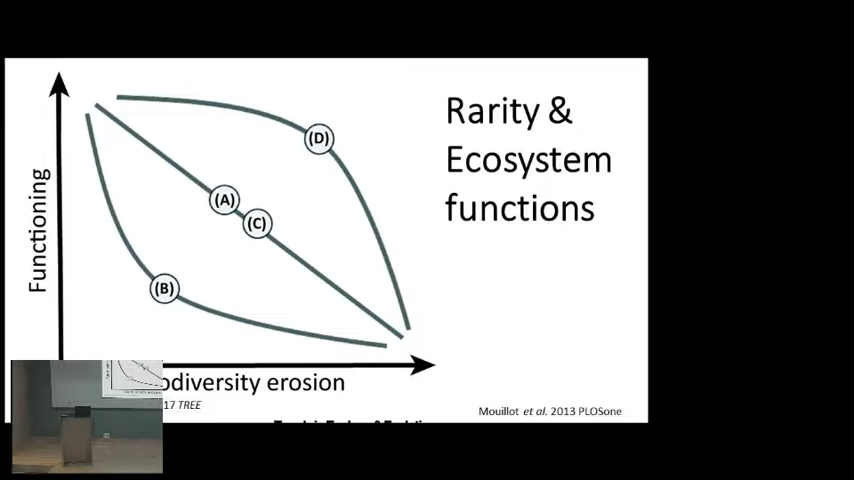 Rarity &
Ecosystem
functions
Functioning
(D)
(A)
(C)
(B)
odiversity erosion
17 TREE
Mouillot et al. 2013 PLOSone